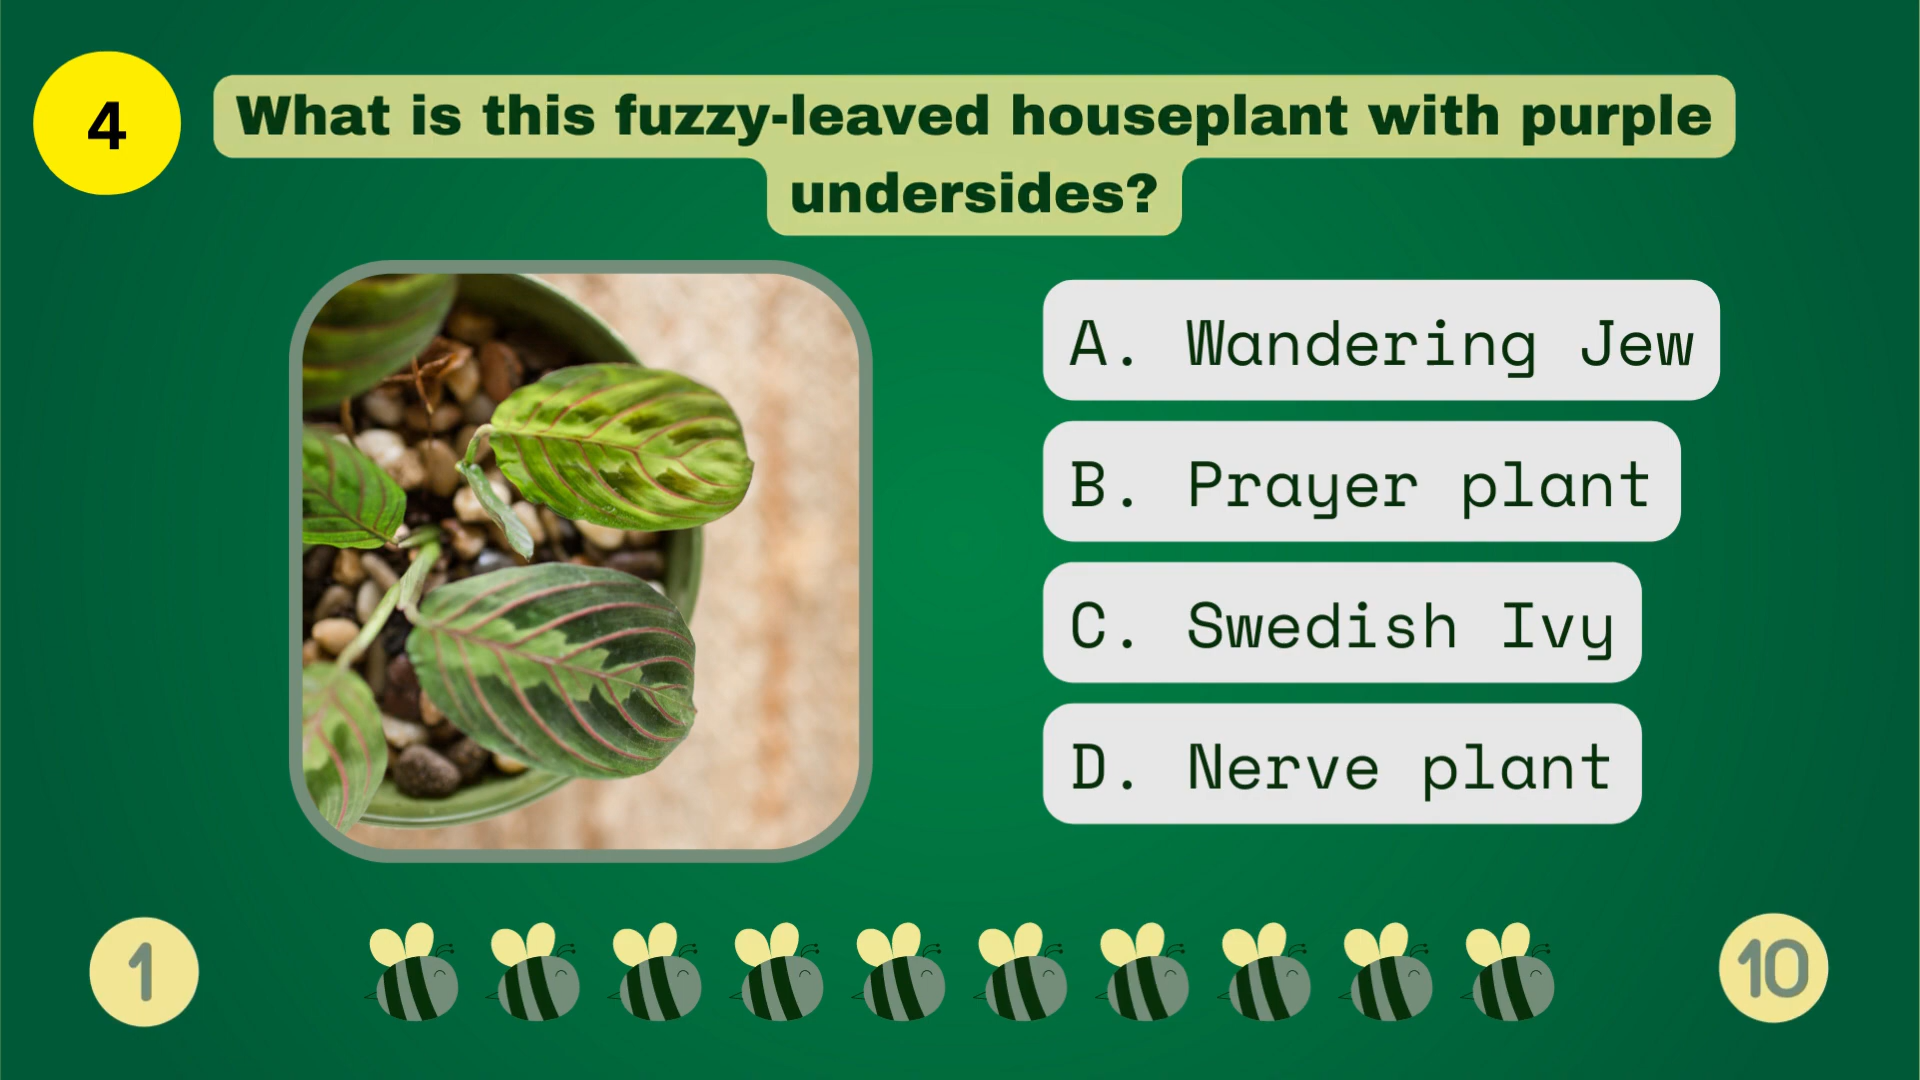 4
What is this fuzzy-leaved houseplant with purple
undersides?
A. Wandering Jew
B. Prayer plant
C. Swedish Ivy
D. Nerve plant
1
10